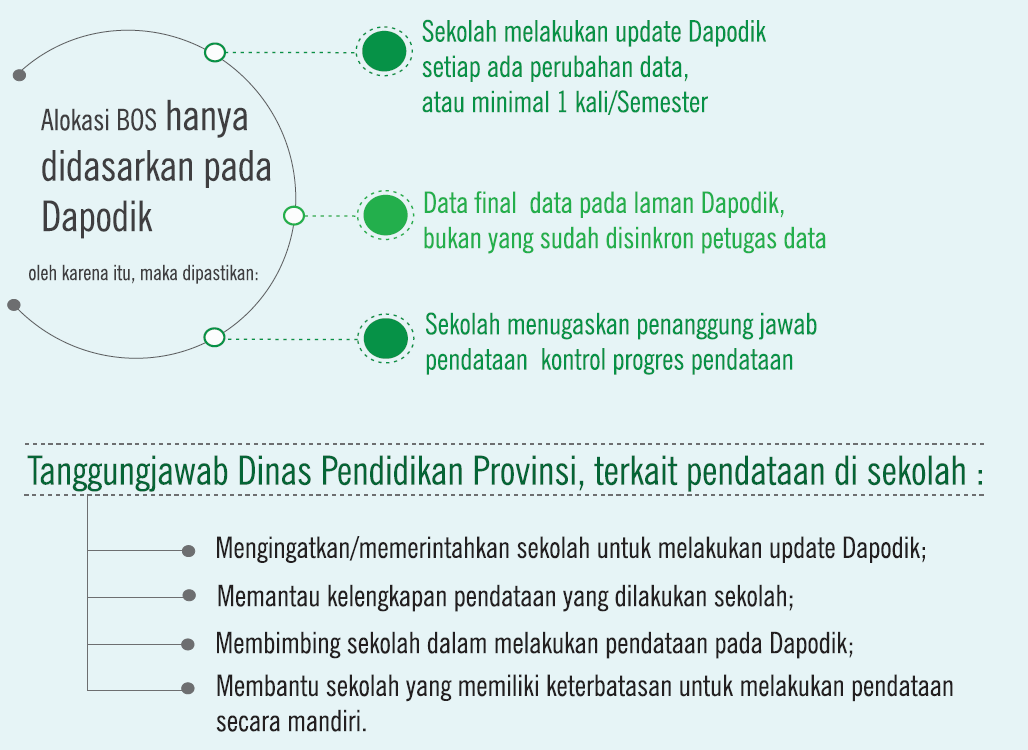 Alokasi BOS hanya
didasarkan pada
Dapodik
oleh karena itu, maka dipastikan:
Sekolah melakukan update Dapodik
setiap ada perubahan data,
atau minimal 1 kali/Semester
Data final data pada laman Dapodik,
bukan yang sudah disinkron petugas data
Sekolah menugaskan penanggung jawab
pendataan kontrol progres pendataan
Tanggungjawab Dinas Pendidikan Provinsi, terkait pendataan di sekolah :
Mengingatkan/memerintahkan sekolah untuk melakukan update Dapodik;
Memantau kelengkapan pendataan yang dilakukan sekolah;
Membimbing sekolah dalam melakukan pendataan pada Dapodik;
Membantu sekolah yang memiliki keterbatasan untuk melakukan pendataan
secara mandiri.